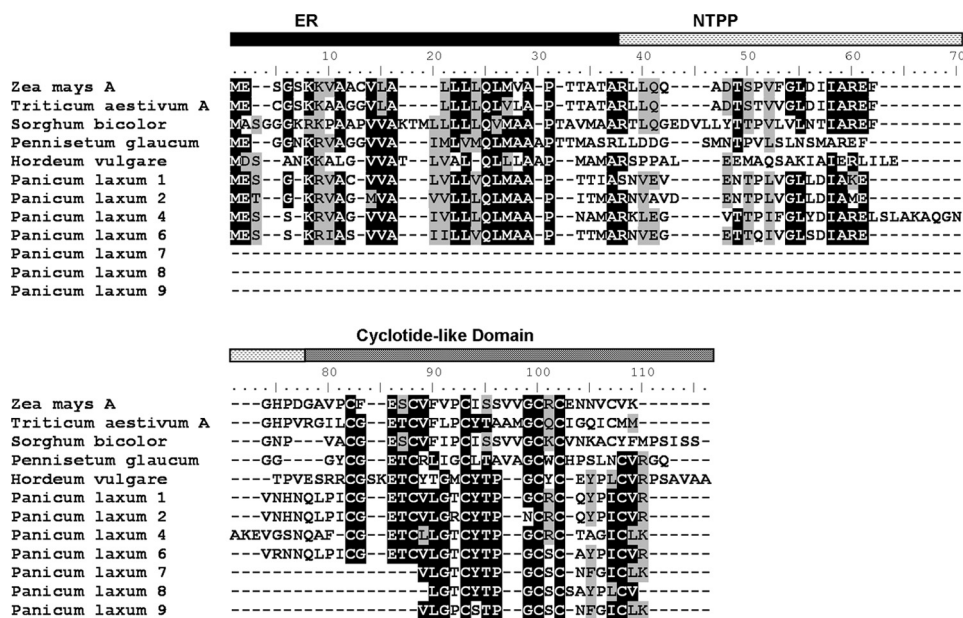 ER NTPP
10 20 30 40 50 60 70
Zea mays A ME--SGSKKVAACVLA----LLLLQLMVA-P-TTATARLLQQ----ADTSPVFGLDIIAREF--------
Triticum aestivum A ME--CGSRKAAGGVLA----LLLLQLVLA-P-TTATARLLQA----ADTSTVVGLDIIAREF--------
Sorghum bicolor MASGGGKRKPAAPVVAKTMLLLLLLQVMAA-PTAVMAARTLQGEDVLLYTTPVLVLNTIAREF--------
Pennisetum glaucum ME--GNKRVAGGVVA----IMLVMQLMAAAPTTMASRLLDDG---SMNTPVLSLNSMAREF---------
Hordeum vulgare MDS-ANKKALG-VVAT--LVAL-QLLLAAP-MAMARSPPAL----EEMAQSAKIAIERLILE--------
Panicum laxum 1 MES--G-KRVAC-VVA---LVLLVQLMAA-P-TTIASNVEV----ENTPLVGLLDIAKE---------
Panicum laxum 2 MET--G-KRVAG-MVA---VVLLLQLMAA-P-ITMARNVAVD---ENTPLVGLLDIAME---------
Panicum laxum 4 MES--S-KRVAG-VVA---IVLLLQLMAA-P-NAMARKLEG----VTTPIFGLYDIARELSLAKAQGN
Panicum laxum 6 MES--S-KRIAS-VVA---IILLVQLMAA-P-TTMARNVEG----ETTQIVGLSDIARE---------
Panicum laxum 7 ----------------------------------------------------------------------
Panicum laxum 8 ----------------------------------------------------------------------
Panicum laxum 9 ----------------------------------------------------------------------
Cyclotide-like Domain
80 90 100 110
Zea mays A ---GHPDGAVPCF--ESCVFVPCISSVVGCRCENNVCVK-------
Triticum aestivum A ---GHPVRGILCG--ETCVFLPCYTAAMGCQCIGQICMM-------
Sorghum bicolor ---GNP--VACG--ESCVFIPCISSVVGCKCVNKACYFMPSISS--
Pennisetum glaucum ---GG---GYCG--ETCRLIGCLTAVAGCWCHPSLNCVRGQ---
Hordeum vulgare ----TPVESRRCGSKETCYTGMCYTP--GCYC-EYPLCVRPSAVAA
Panicum laxum 1 ---VNHNQLPICG--ETCVLGTCYTP--GCRC-QYPICVR------
Panicum laxum 2 ---VNHNQLPICG--ETCVLGRCYTP--NCRC-QYPICVR------
Panicum laxum 4 AKEVGSNQAFCG--ETCLLGTCYTP--GCRC-TAGICLK------
Panicum laxum 6 ---VRNNQLPICG--ETCVLGTCYTP--GCSC-AYPICVR------
Panicum laxum 7 ------------------VLGTCYTP--GCSC-NFGICLK------
Panicum laxum 8 -------------------LGTCYTP--GCSCSAYPLCV-------
Panicum laxum 9 ------------------VLGPCSTP--GCSC-NFGICLK------